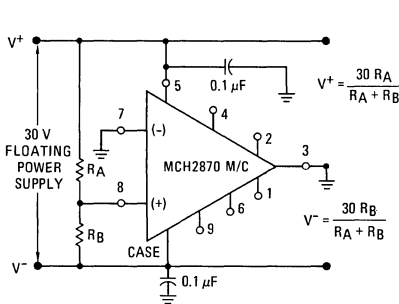 V+
5
0.1 µF
V+ = 30 RA / RA + RB
7
(-)
4
30 V
FLOATING
POWER
SUPPLY
RA
2
MCH2870 M/C
3
8
(+)
1
6
9
RB
CASE
V- = 30 RB / RA + RB
V-
0.1 µF